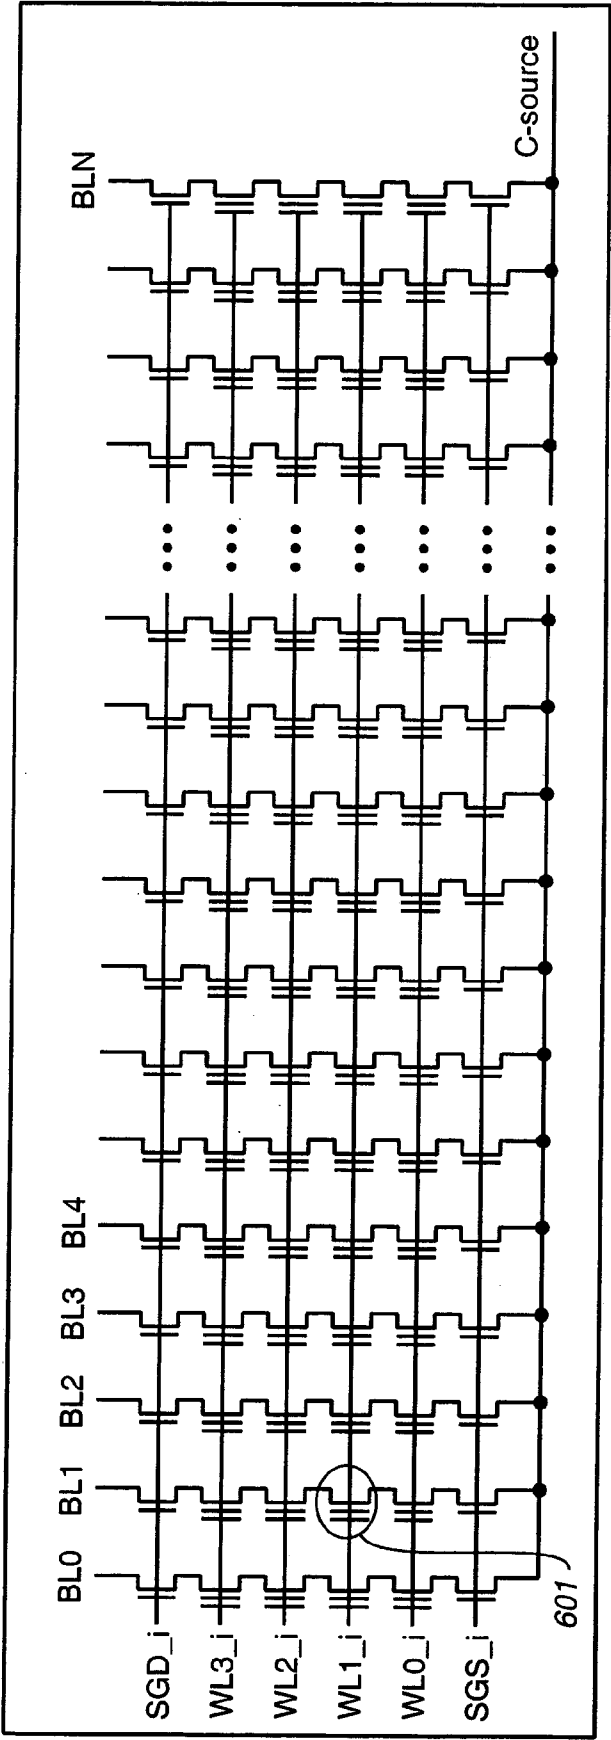 BL0
BL1
BL2
BL3
BL4
BLN
SGD_i
WL3_i
WL2_i
WL1_i
WL0_i
SGS_i
C-source
601